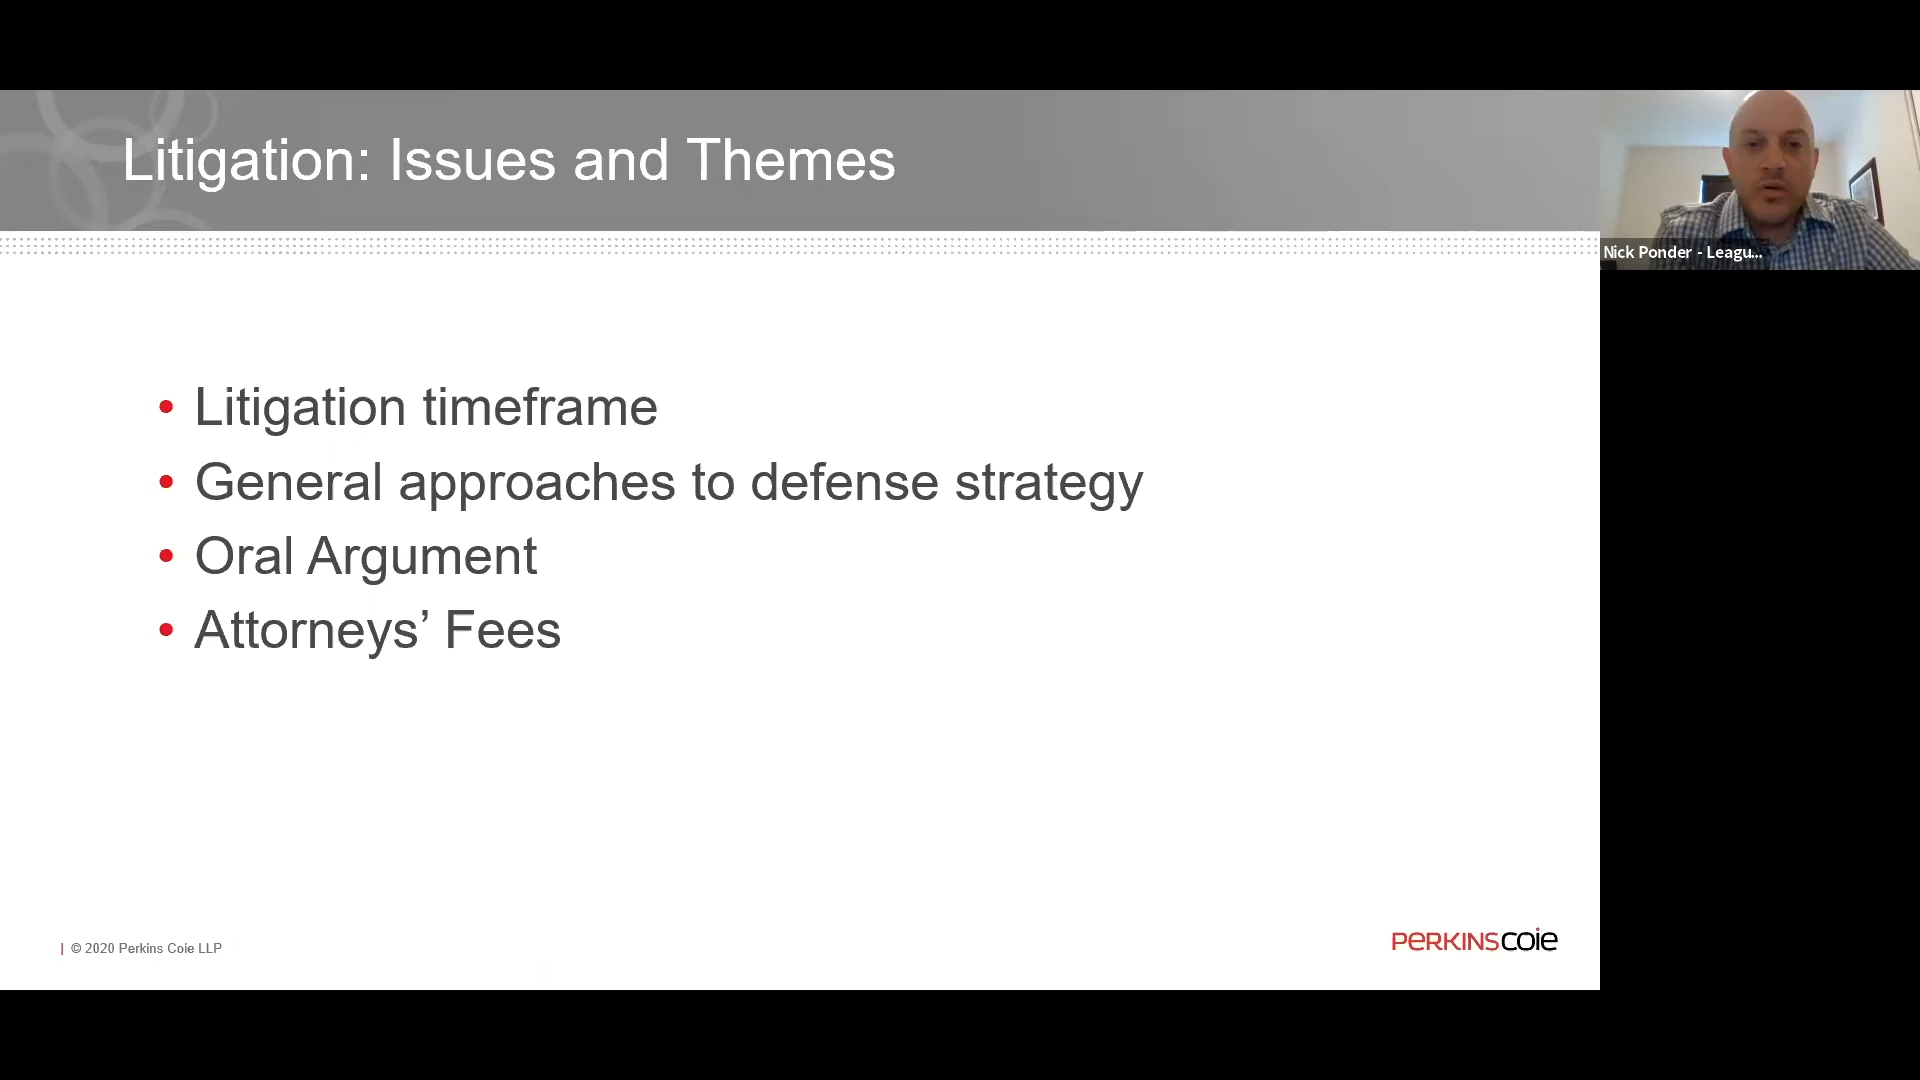 Litigation: Issues and Themes
Nick Ponder - Leagu...
• Litigation timeframe
• General approaches to defense strategy
• Oral Argument
• Attorneys’ Fees
| © 2020 Perkins Coie LLP
PERKINSCOIE